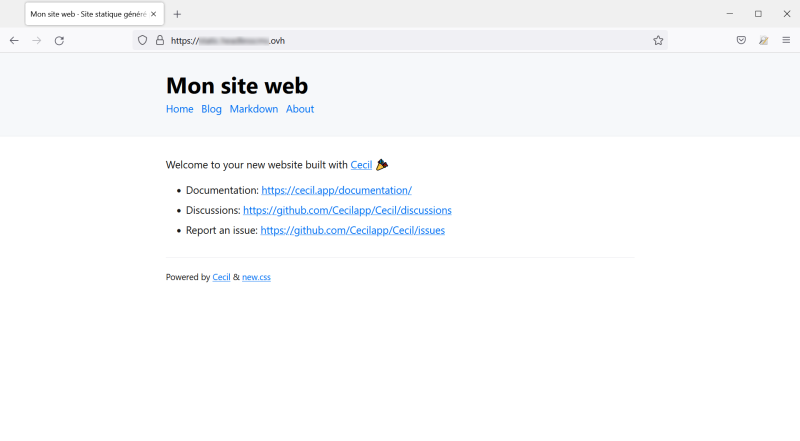 Mon site web - Site statique généré
https:// .ovh
Mon site web
Home Blog Markdown About
Welcome to your new website built with Cecil 🎉
Documentation: https://cecil.app/documentation/
Discussions: https://github.com/Cecilapp/Cecil/discussions
Report an issue: https://github.com/Cecilapp/Cecil/issues
Powered by Cecil & new.css